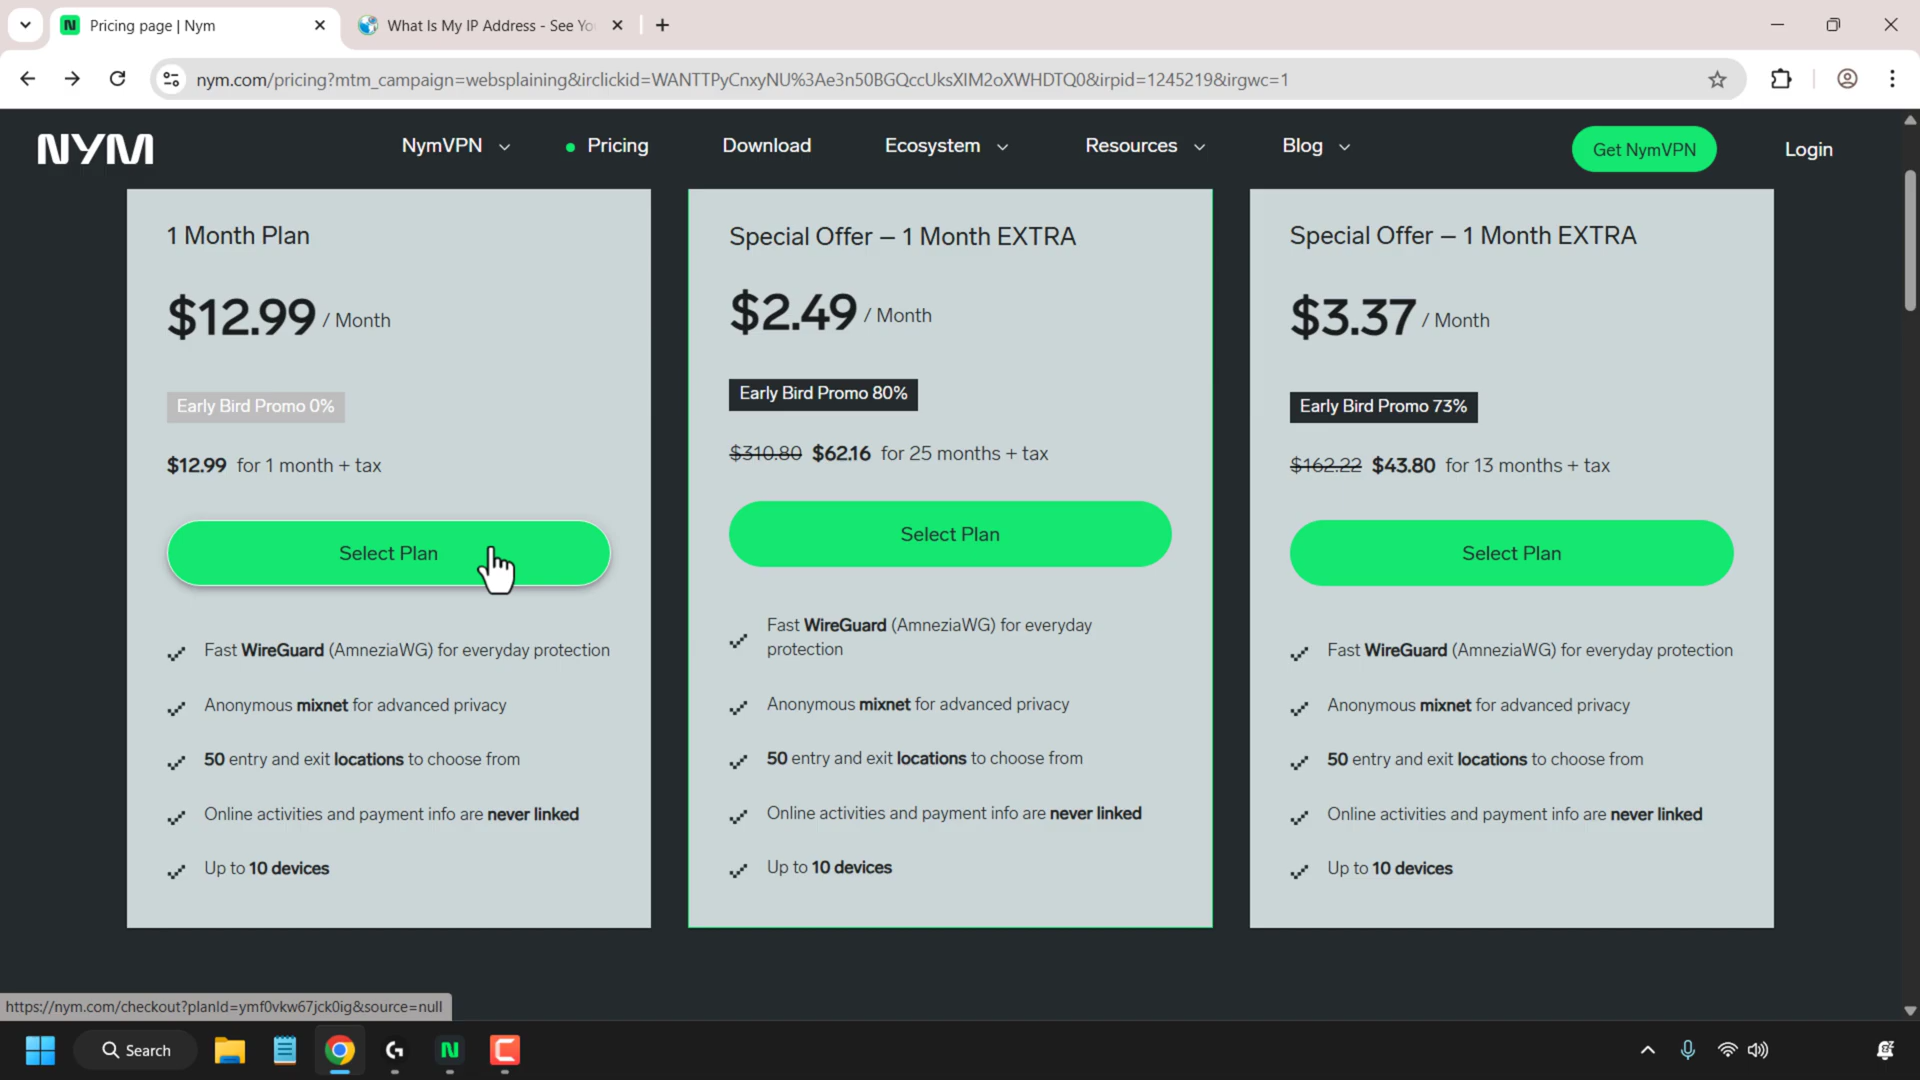 Pricing page | Nym
What Is My IP Address - See Yo
nym.com/pricing?mtm_campaign=websplaining&irclickid=WANTTPyCnxyNU%3Ae3n50BGQccUksXIM2oXWHDTQ0&irpid=1245219&irgwc=1
NYM
NymVPN
Pricing
Download
Ecosystem
Resources
Blog
Get NymVPN
Login
1 Month Plan
$12.99 / Month
Early Bird Promo 0%
$12.99 for 1 month + tax
Select Plan
Fast WireGuard (AmneziaWG) for everyday protection
Anonymous mixnet for advanced privacy
50 entry and exit locations to choose from
Online activities and payment info are never linked
Up to 10 devices
Special Offer – 1 Month EXTRA
$2.49 / Month
Early Bird Promo 80%
$310.80 $62.16 for 25 months + tax
Select Plan
Fast WireGuard (AmneziaWG) for everyday
protection
Anonymous mixnet for advanced privacy
50 entry and exit locations to choose from
Online activities and payment info are never linked
Up to 10 devices
Special Offer – 1 Month EXTRA
$3.37 / Month
Early Bird Promo 73%
$162.22 $43.80 for 13 months + tax
Select Plan
Fast WireGuard (AmneziaWG) for everyday protection
Anonymous mixnet for advanced privacy
50 entry and exit locations to choose from
Online activities and payment info are never linked
Up to 10 devices
https://nym.com/checkout?planId=ymf0vkw67jck0ig&source=null
Search